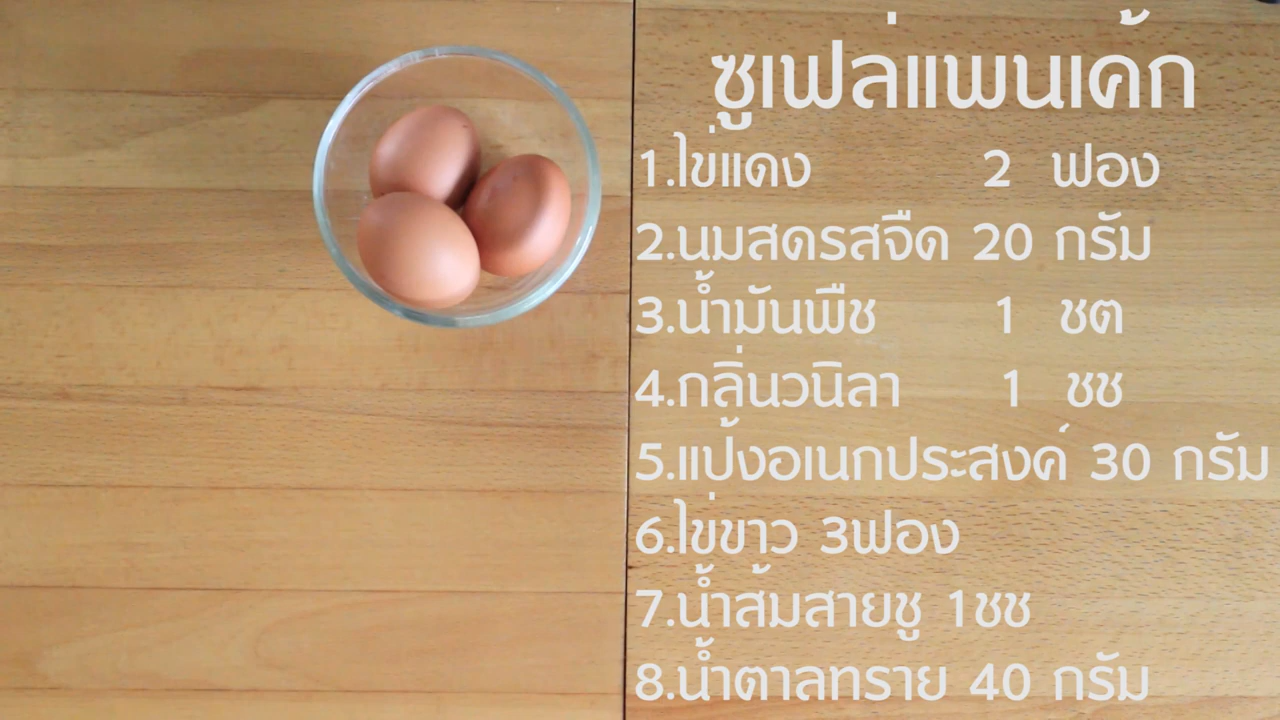 ซูเฟล่แพนเค้ก
1.ไข่แดง 2 ฟอง
2.นมสดรสจืด 20 กรัม
3.น้ำมันพืช 1 ชต
4.กลิ่นวนิลา 1 ชช
5.แป้งอเนกประสงค์ 30 กรัม
6.ไข่ขาว 3ฟอง
7.น้ำส้มสายชู 1ชช
8.น้ำตาลทราย 40 กรัม